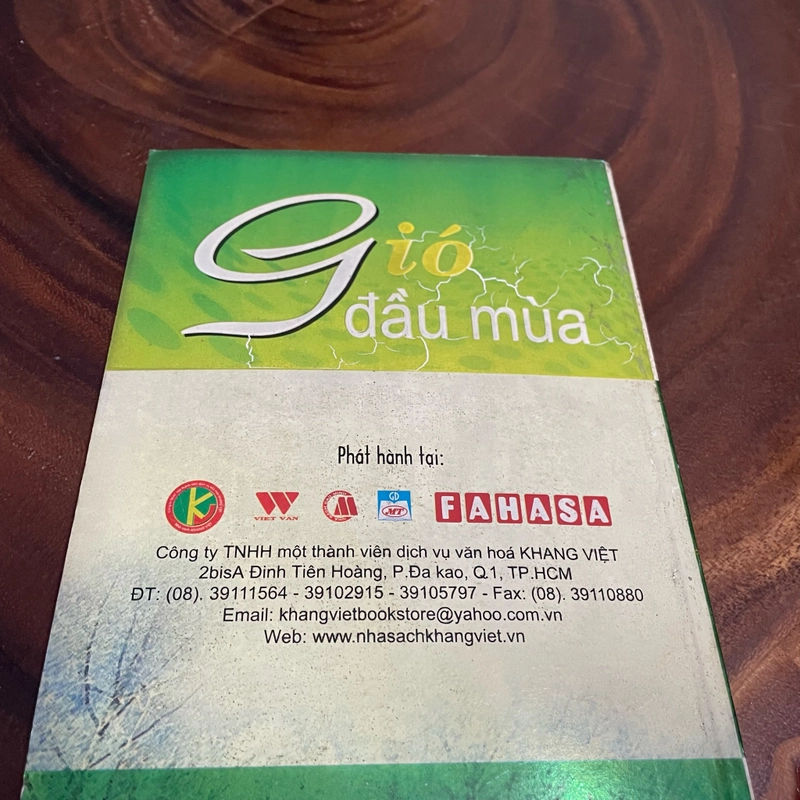 Gió
đầu mùa
Phát hành tại:
VIET VAN
GD
MT
FAHASA
Công ty TNHH một thành viên dịch vụ văn hoá KHANG VIỆT
2bisA Đinh Tiên Hoàng, P.Đa kao, Q.1, TP.HCM
ĐT: (08). 39111564 - 39102915 - 39105797 - Fax: (08). 39110880
Email: khangvietbookstore@yahoo.com.vn
Web: www.nhasachkhangviet.vn